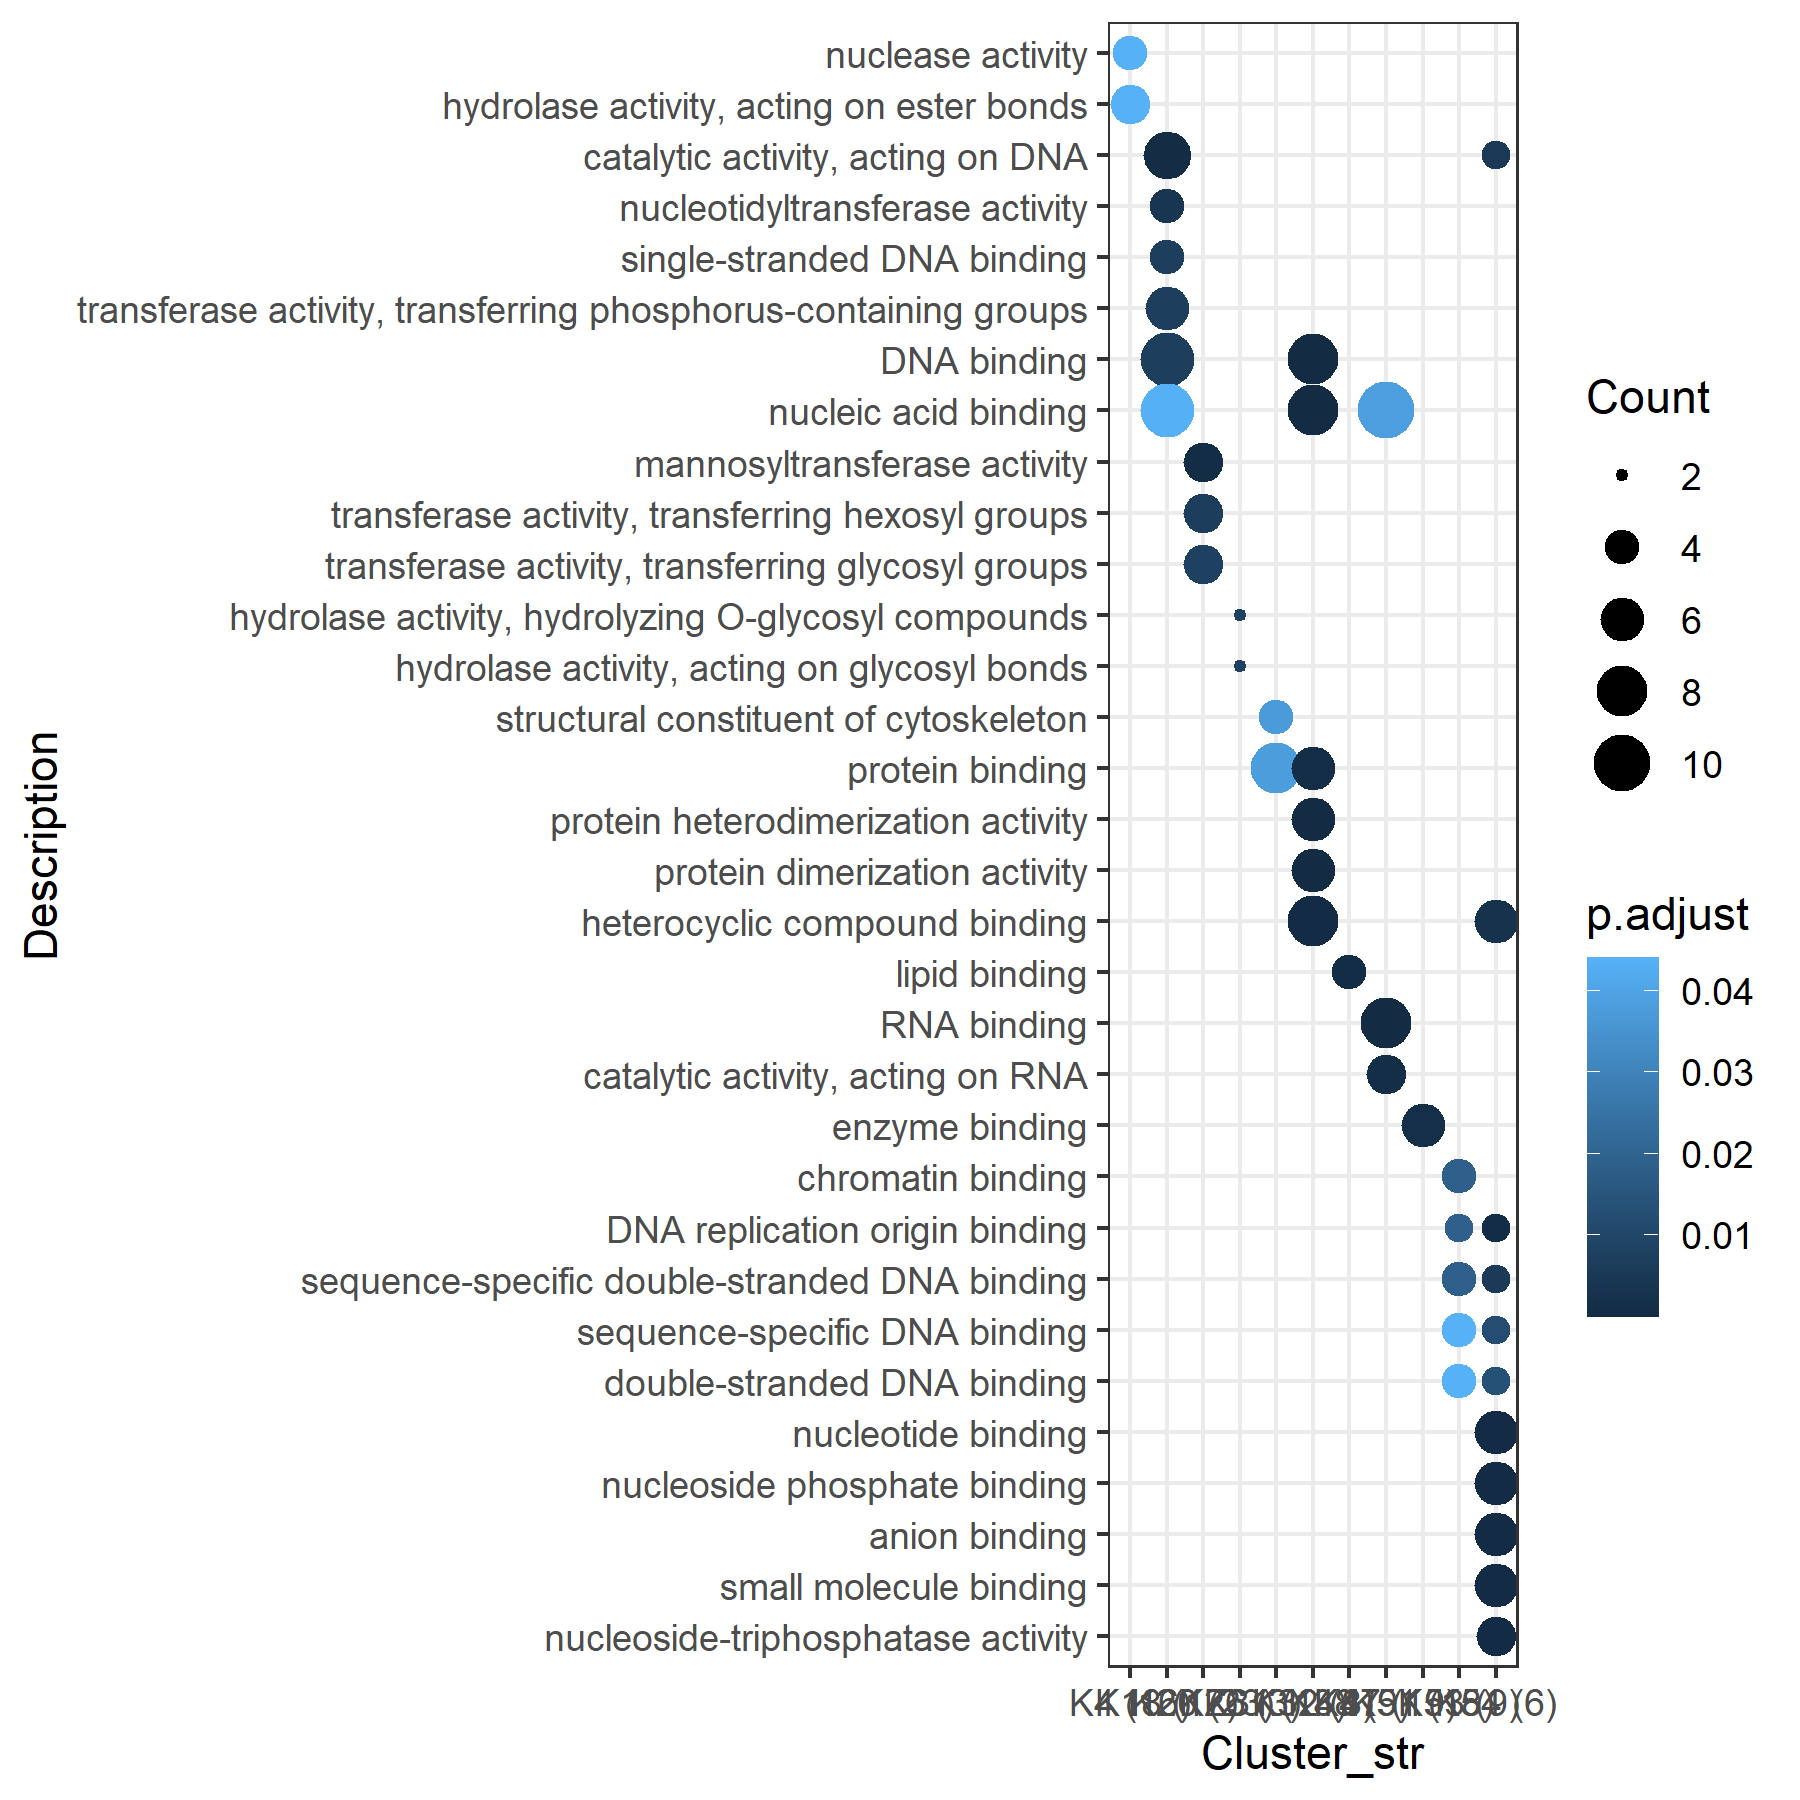 nuclease activity
hydrolase activity, acting on ester bonds
catalytic activity, acting on DNA
nucleotidyltransferase activity
single-stranded DNA binding
transferase activity, transferring phosphorus-containing groups
DNA binding
nucleic acid binding
mannosyltransferase activity
transferase activity, transferring hexosyl groups
transferase activity, transferring glycosyl groups
hydrolase activity, hydrolyzing O-glycosyl compounds
hydrolase activity, acting on glycosyl bonds
structural constituent of cytoskeleton
protein binding
protein heterodimerization activity
protein dimerization activity
heterocyclic compound binding
lipid binding
RNA binding
catalytic activity, acting on RNA
enzyme binding
chromatin binding
DNA replication origin binding
sequence-specific double-stranded DNA binding
sequence-specific DNA binding
double-stranded DNA binding
nucleotide binding
nucleoside phosphate binding
anion binding
small molecule binding
nucleoside-triphosphatase activity
Description
Cluster_str
Count
2
4
6
8
10
p.adjust
0.04
0.03
0.02
0.01